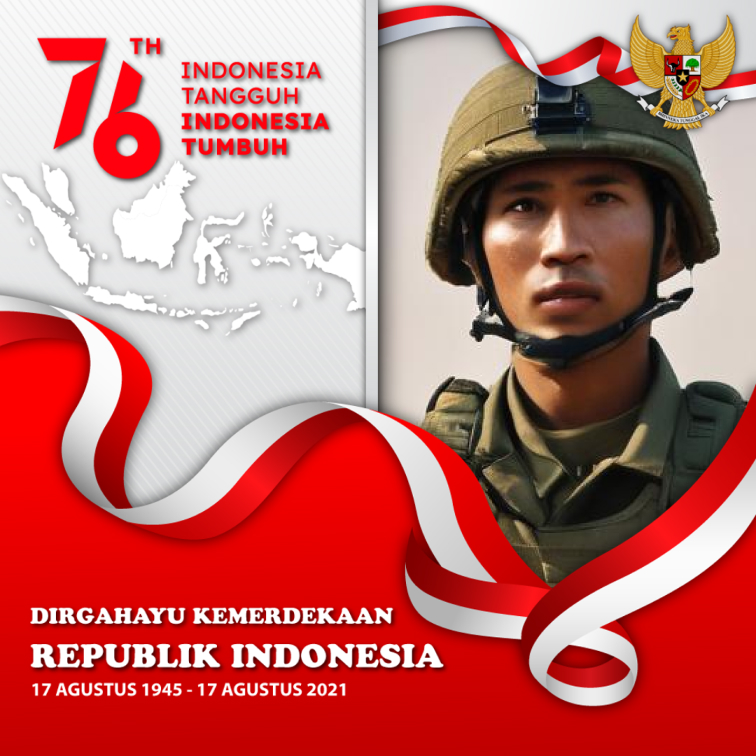 76TH
INDONESIA
TANGGUH
INDONESIA
TUMBUH
DIRGAHAYU KEMERDEKAAN
REPUBLIK INDONESIA
17 AGUSTUS 1945 - 17 AGUSTUS 2021